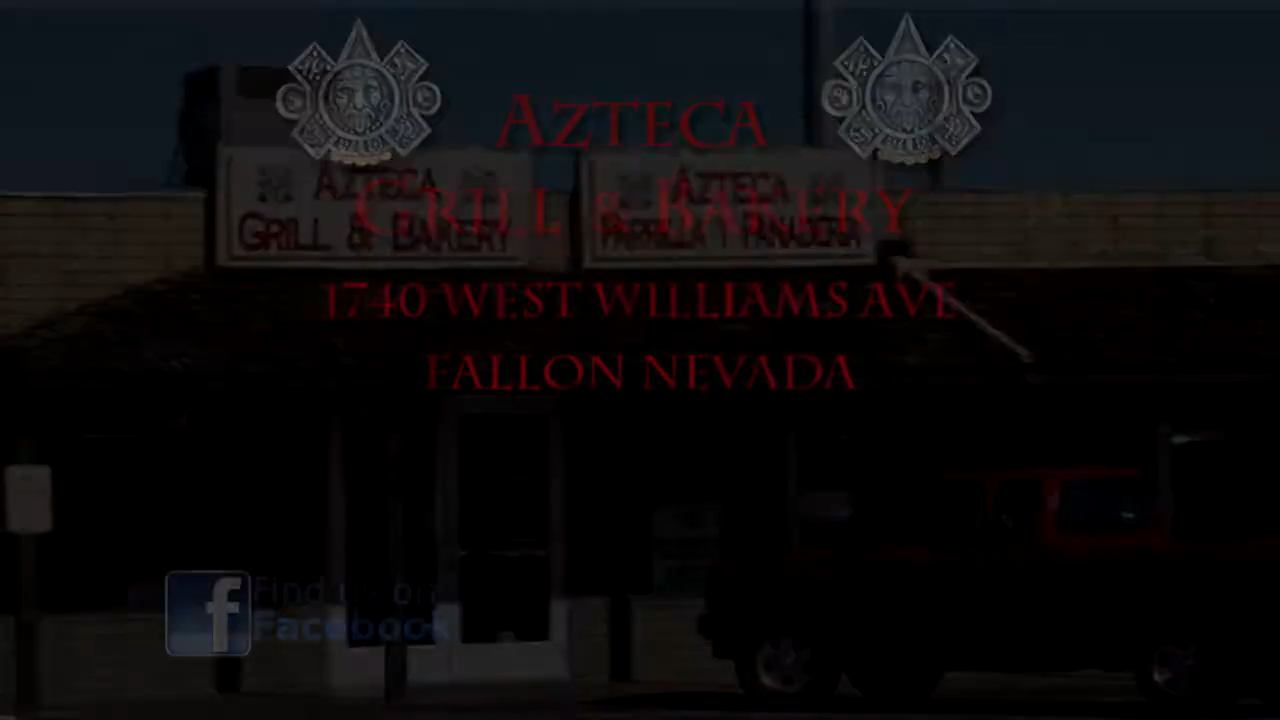 AZTECA
GRILL & BAKERY
1740 WEST WILLIAMS AVE
FALLON NEVADA
AZTECA
GRILL & BAKERY
AZTECA
PARRILLA Y PANADERIA
f Find us on
Facebook